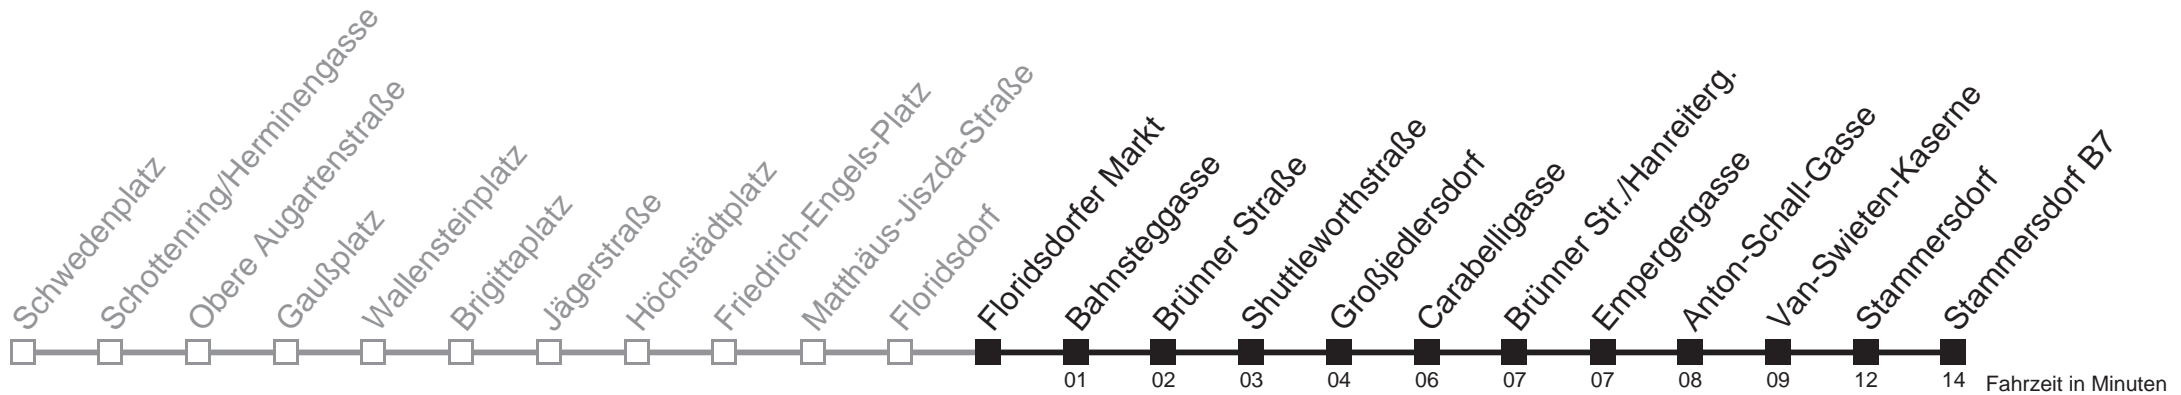 Schwedenplatz
Schottenring/Herminengasse
Obere Augartenstraße
Gaußplatz
Wallensteinplatz
Brigittaplatz
Jägerstraße
Höchstädtplatz
Friedrich-Engels-Platz
Matthäus-Jiszda-Straße
Floridsdorf
Floridsdorfer Markt
Bahnsteggasse
Brünner Straße
Shuttleworthstraße
Großjedlersdorf
Carabelligasse
Brünner Str./Hanreiterg.
Empergergasse
Anton-Schall-Gasse
Van-Swieten-Kaserne
Stammersdorf
Stammersdorf B7
01 02 03 04 06 07 07 08 09 12 14 Fahrzeit in Minuten